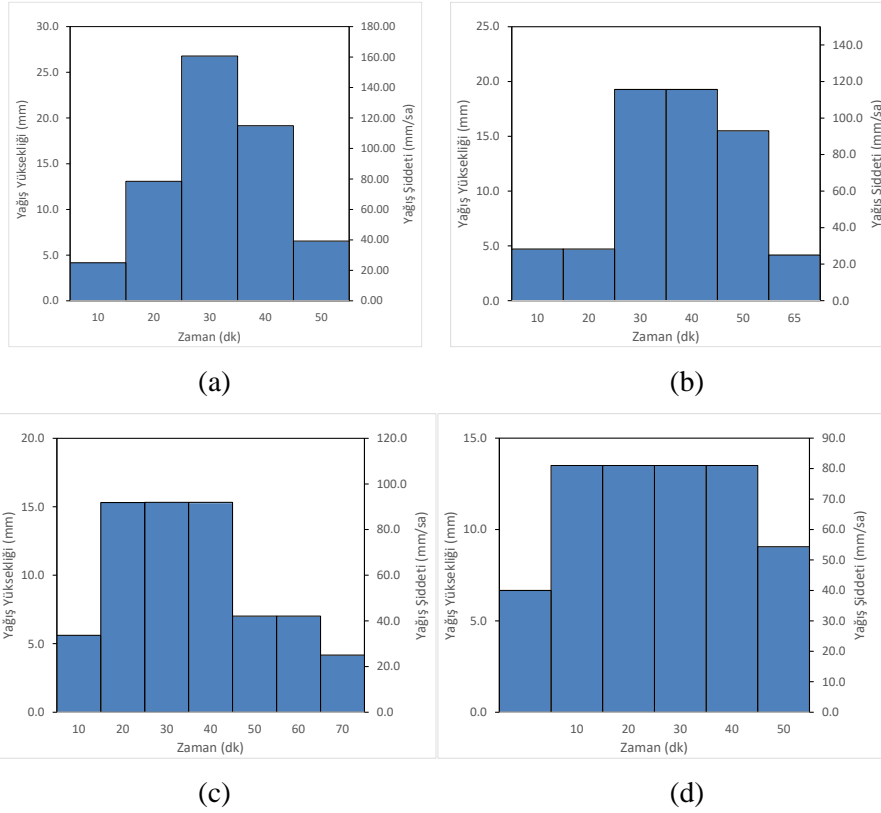 30.0
25.0
20.0
15.0
10.0
5.0
0.0
Yağış Yüksekliği (mm)
180.00
160.00
140.00
120.00
100.00
80.00
60.00
40.00
20.00
0.00
Yağış Şiddeti (mm/sa)
10 20 30 40 50
Zaman (dk)
(a)
25.0
20.0
15.0
10.0
5.0
0.0
Yağış Yüksekliği (mm)
140.0
120.0
100.0
80.0
60.0
40.0
20.0
0.0
Yağış Şiddeti (mm/sa)
10 20 30 40 50 65
Zaman (dk)
(b)
20.0
15.0
10.0
5.0
0.0
Yağış Yüksekliği (mm)
120.0
100.0
80.0
60.0
40.0
20.0
0.0
Yağış Şiddeti (mm/sa)
10 20 30 40 50 60 70
Zaman (dk)
(c)
15.0
10.0
5.0
0.0
Yağış Yüksekliği (mm)
90.0
80.0
70.0
60.0
50.0
40.0
30.0
20.0
10.0
0.0
Yağış Şiddeti (mm/sa)
10 20 30 40 50
Zaman (dk)
(d)